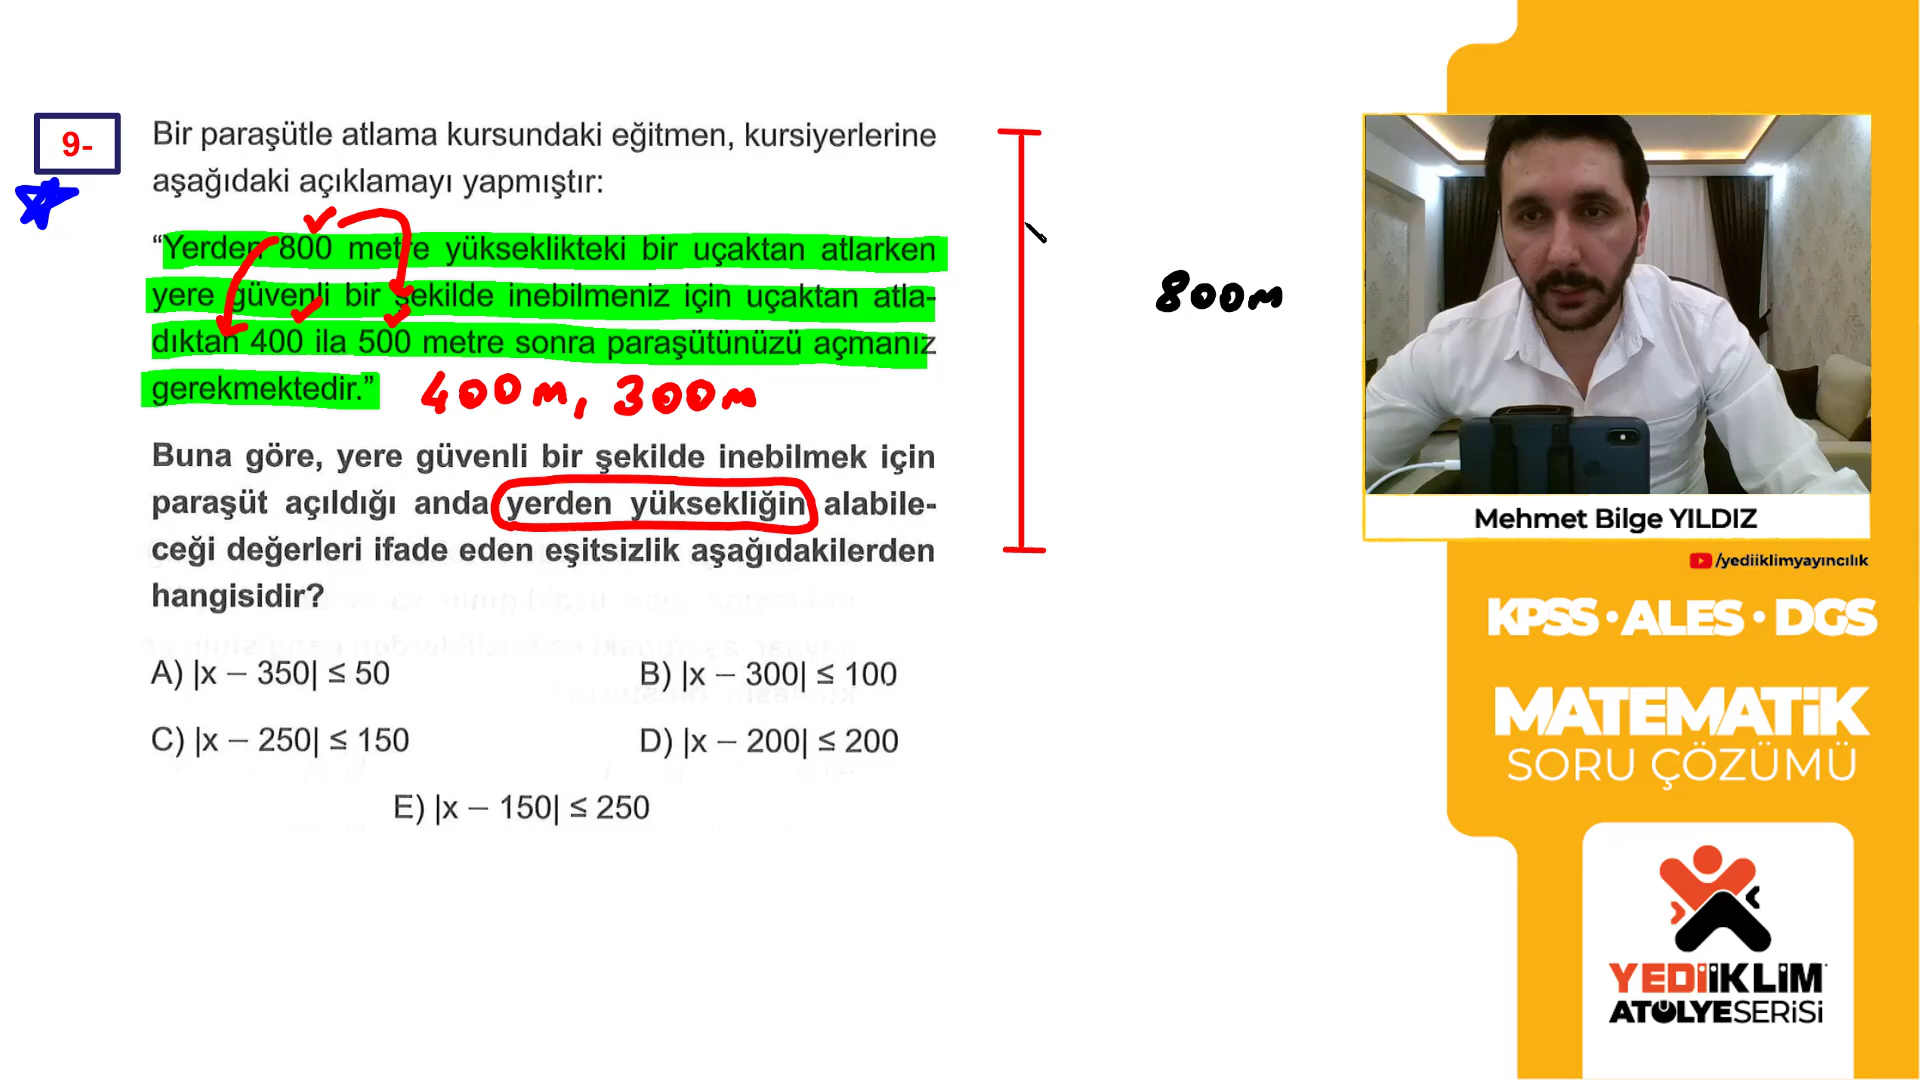 9-
Bir paraşütle atlama kursundaki eğitmen, kursiyerlerine
aşağıdaki açıklamayı yapmıştır:
“Yerden 800 metre yükseklikteki bir uçaktan atlarken
yere güvenli bir şekilde inebilmeniz için uçaktan atla-
dıktan 400 ila 500 metre sonra paraşütünüzü açmanız
gerekmektedir.”
400m, 300m
Buna göre, yere güvenli bir şekilde inebilmek için
paraşüt açıldığı anda yerden yüksekliğin alabile-
ceği değerleri ifade eden eşitsizlik aşağıdakilerden
hangisidir?
A) |x – 350| ≤ 50
B) |x – 300| ≤ 100
C) |x – 250| ≤ 150
D) |x – 200| ≤ 200
E) |x – 150| ≤ 250
800m
Mehmet Bilge YILDIZ
/yediiklimyayıncılık
KPSS • ALES • DGS
MATEMATİK
SORU ÇÖZÜMÜ
YEDİİKLİM
ATÖLYESERİSİ